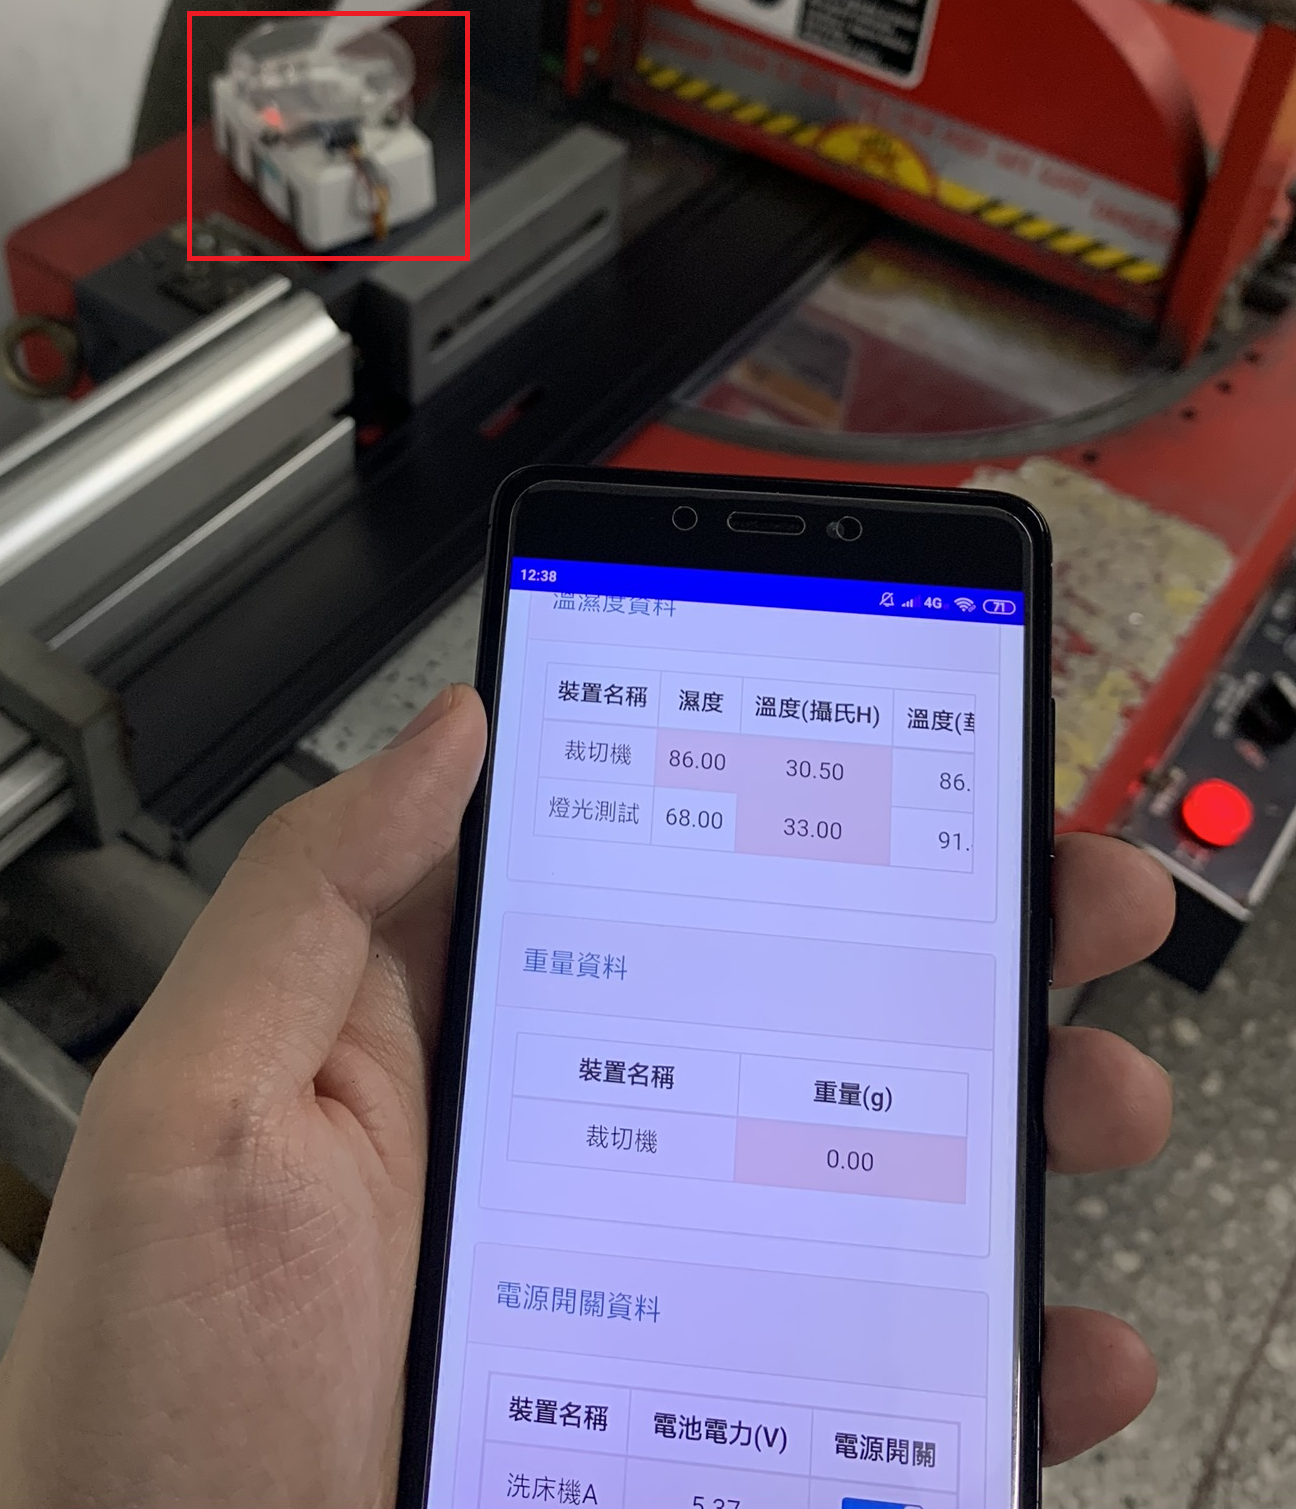 12:38
4G
71
溫濕度資料
裝置名稱 濕度 溫度(攝氏H) 溫度(華
裁切機 86.00 30.50 86.
燈光測試 68.00 33.00 91.
重量資料
裝置名稱 重量(g)
裁切機 0.00
電源開關資料
裝置名稱 電池電力(V) 電源開關
洗床機A 5.37